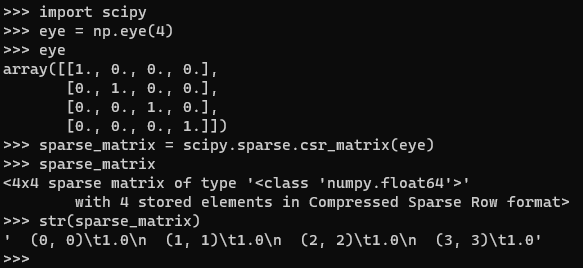 >>> import scipy
>>> eye = np.eye(4)
>>> eye
array([[1., 0., 0., 0.],
       [0., 1., 0., 0.],
       [0., 0., 1., 0.],
       [0., 0., 0., 1.]])
>>> sparse_matrix = scipy.sparse.csr_matrix(eye)
>>> sparse_matrix
<4x4 sparse matrix of type '<class 'numpy.float64'>'
        with 4 stored elements in Compressed Sparse Row format>
>>> str(sparse_matrix)
'  (0, 0)\t1.0\n  (1, 1)\t1.0\n  (2, 2)\t1.0\n  (3, 3)\t1.0'
>>>